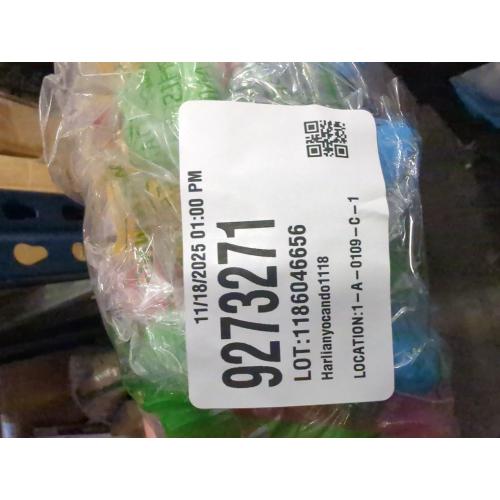 11/18/2025 01:00 PM
9273271
LOT:1186046656
Harlianyocando1118
LOCATION:1-A-0109-C-1